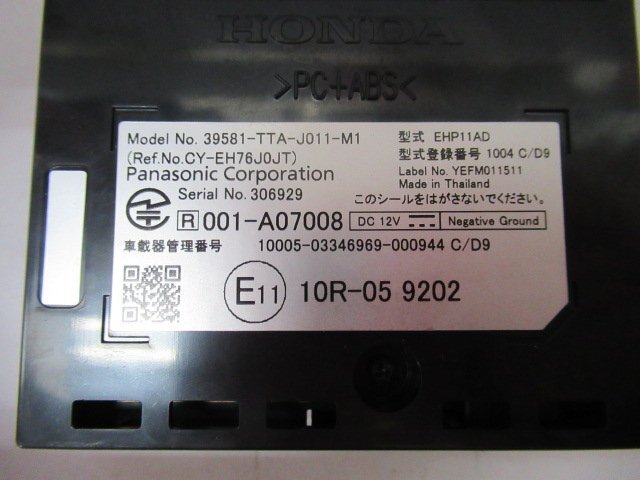 HONDA
>PC+ABS<
Model No. 39581-TTA-J011-M1
型式 EHP11AD
(Ref.No.CY-EH76J0JT)
型式登録番号 1004 C/D9
Panasonic Corporation
Label No. YEFM011511
Made in Thailand
Serial No. 306929
このシールをはがさないでください。
R 001-A07008 DC 12V Negative Ground
車載器管理番号 10005-03346969-000944 C/D9
E11 10R-05 9202